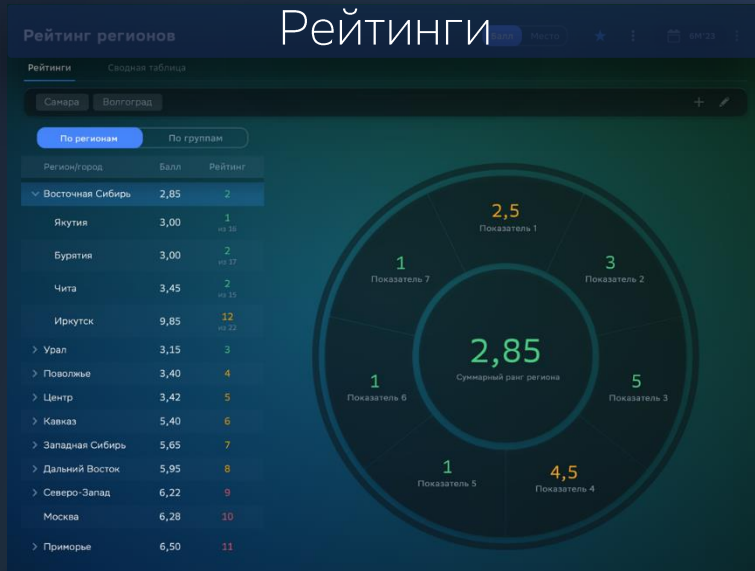 Рейтинги
Рейтинг регионов
Балл Место
6М'23
Рейтинги Сводная таблица
Самара Волгоград
По регионам По группам
Регион/город Балл Рейтинг
Восточная Сибирь 2,85 2
Якутия 3,00 1
из 16
Бурятия 3,00 2
из 17
Чита 3,45 2
из 15
Иркутск 9,85 12
из 22
Урал 3,15 3
Поволжье 3,40 4
Центр 3,42 5
Кавказ 5,40 6
Западная Сибирь 5,65 7
Дальний Восток 5,95 8
Северо-Запад 6,22 9
Москва 6,28 10
Приморье 6,50 11
2,5
Показатель 1
3
Показатель 2
5
Показатель 3
4,5
Показатель 4
1
Показатель 5
1
Показатель 6
1
Показатель 7
2,85
Суммарный ранг региона